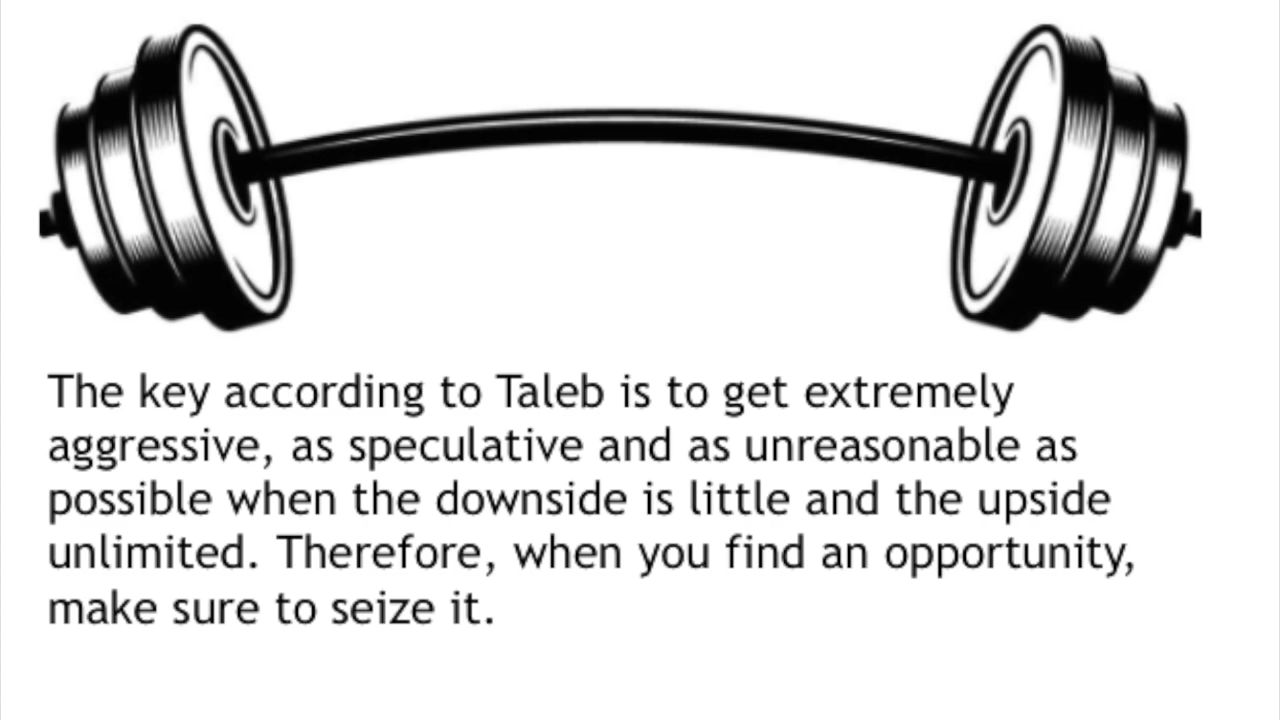 The key according to Taleb is to get extremely
aggressive, as speculative and as unreasonable as
possible when the downside is little and the upside
unlimited. Therefore, when you find an opportunity,
make sure to seize it.